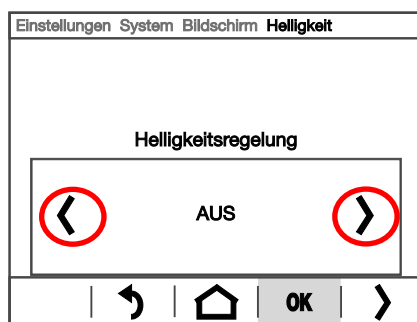 Einstellungen System Bildschirm Helligkeit
Helligkeitsregelung
AUS
OK